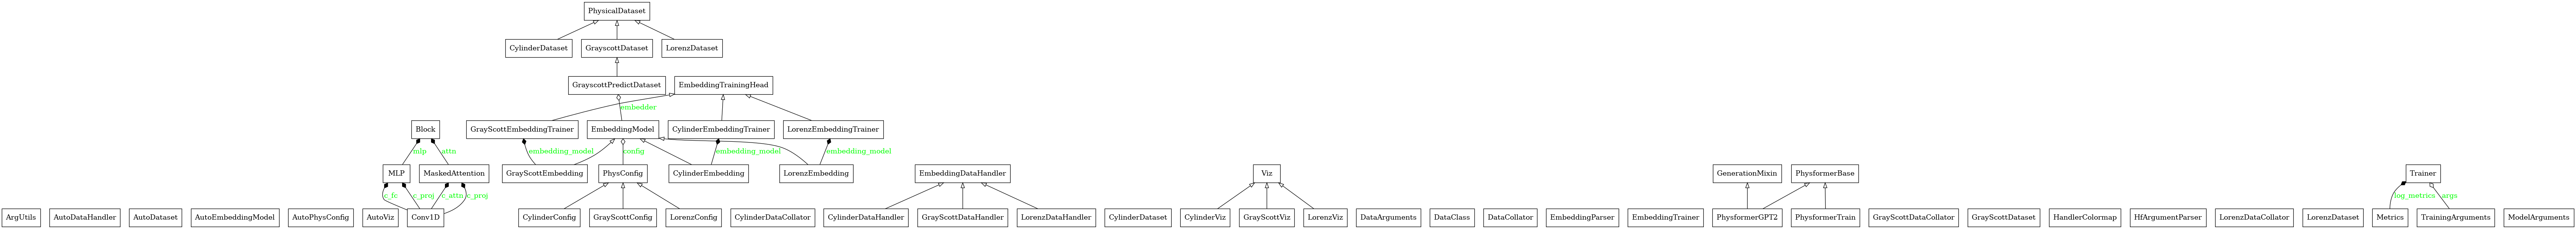 PhysicalDataset
CylinderDataset GrayscottDataset LorenzDataset
GrayscottPredictDataset EmbeddingTrainingHead
embedder
Block GrayScottEmbeddingTrainer EmbeddingModel CylinderEmbeddingTrainer LorenzEmbeddingTrainer
mlp attn embedding_model config embedding_model embedding_model
MLP MaskedAttention GrayScottEmbedding PhysConfig CylinderEmbedding LorenzEmbedding EmbeddingDataHandler Viz GenerationMixin PhysformerBase Trainer
c_fc c_proj c_attn c_proj log_metrics args
ArgUtils AutoDataHandler AutoDataset AutoEmbeddingModel AutoPhysConfig AutoViz Conv1D CylinderConfig GrayScottConfig LorenzConfig CylinderDataCollator CylinderDataHandler GrayScottDataHandler LorenzDataHandler CylinderDataset CylinderViz GrayScottViz LorenzViz DataArguments DataClass DataCollator EmbeddingParser EmbeddingTrainer PhysformerGPT2 PhysformerTrain GrayScottDataCollator GrayScottDataset HandlerColormap HfArgumentParser LorenzDataCollator LorenzDataset Metrics TrainingArguments ModelArguments